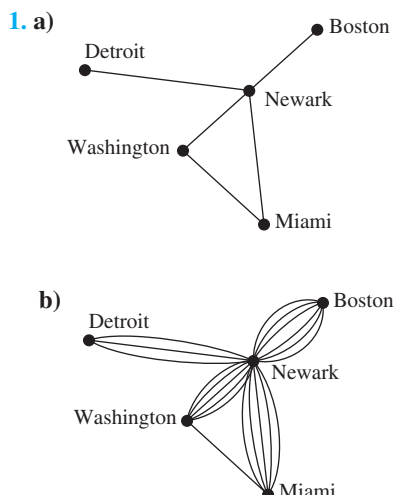 1. a)
Detroit
Boston
Newark
Washington
Miami
b)
Detroit
Boston
Newark
Washington
Miami